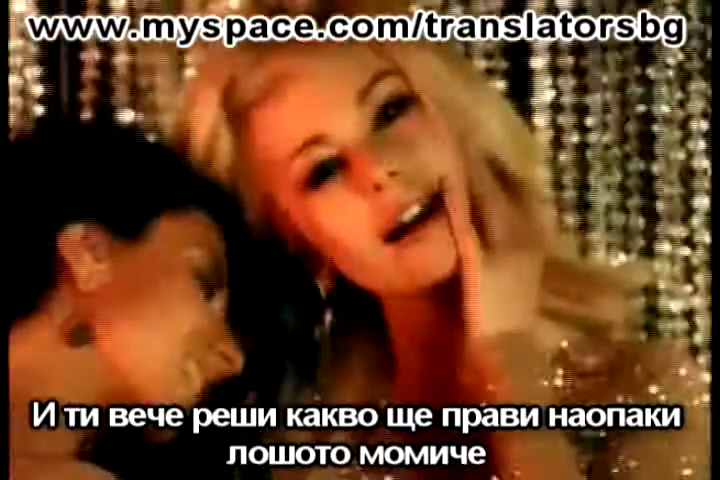 www.myspace.com/translatorsbg
И ти вече реши какво ще прави наопаки
лошото момиче